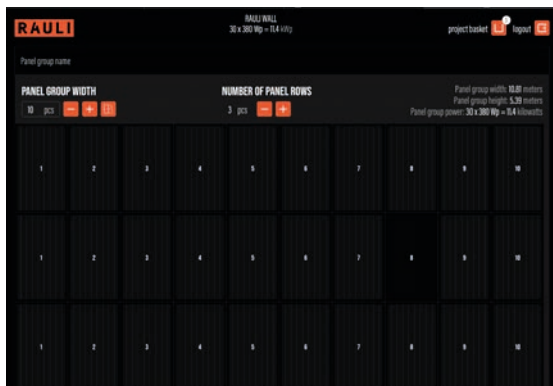 RAULI
RAULI WALL
30 x 380 Wp = 11.4 kWp
project basket
logout
Panel group name
PANEL GROUP WIDTH
10 pcs
NUMBER OF PANEL ROWS
3 pcs
Panel group width: 10.81 meters
Panel group height: 5.39 meters
Panel group power: 30 x 380 Wp = 11.4 kilowatts
1 2 3 4 5 6 7 8 9 10
1 2 3 4 5 6 7 8 9 10
1 2 3 4 5 6 7 8 9 10